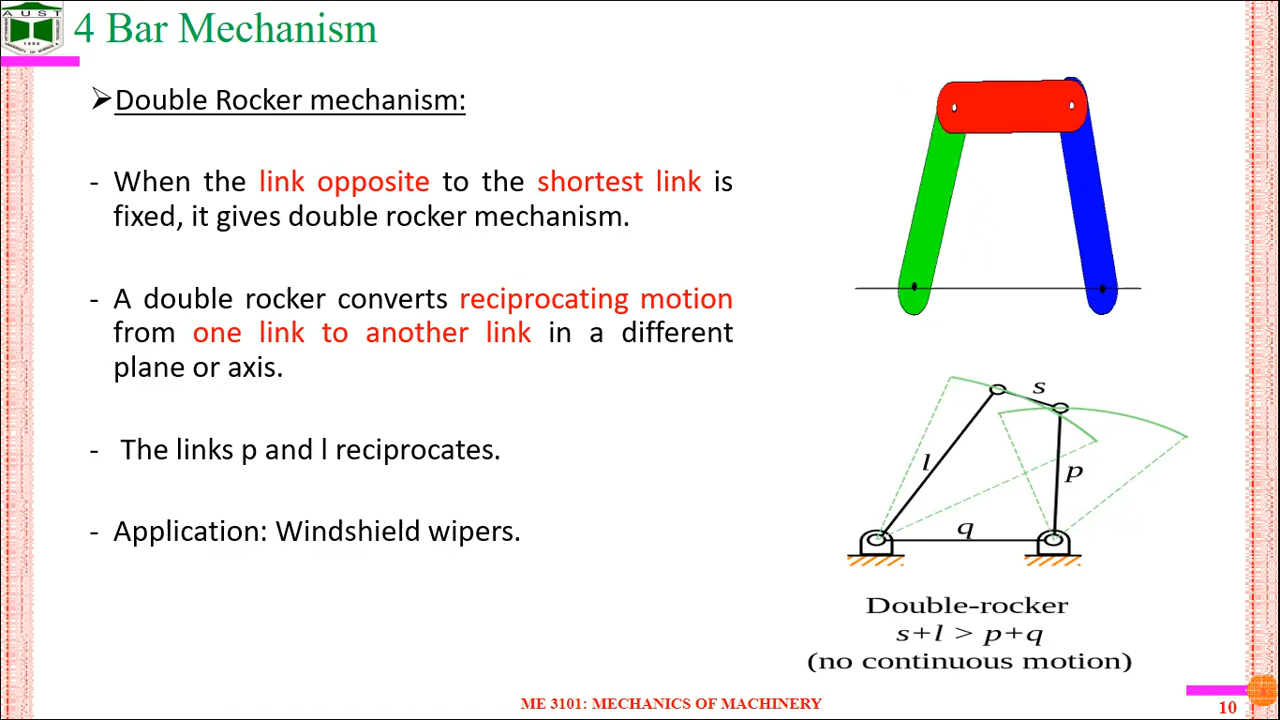 AUST
4 Bar Mechanism
➢Double Rocker mechanism:
- When the link opposite to the shortest link is
fixed, it gives double rocker mechanism.
- A double rocker converts reciprocating motion
from one link to another link in a different
plane or axis.
- The links p and l reciprocates.
- Application: Windshield wipers.
s
l
p
q
Double-rocker
s+l > p+q
(no continuous motion)
ME 3101: MECHANICS OF MACHINERY
10